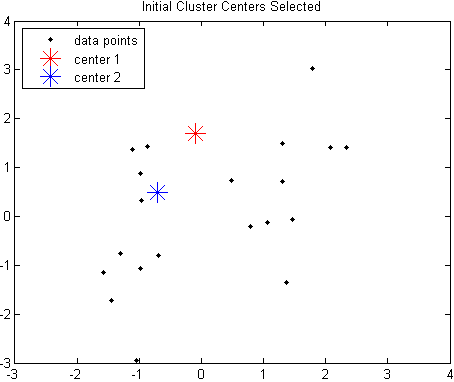 Initial Cluster Centers Selected
data points
center 1
center 2
4
3
2
1
0
-1
-2
-3
-3 -2 -1 0 1 2 3 4